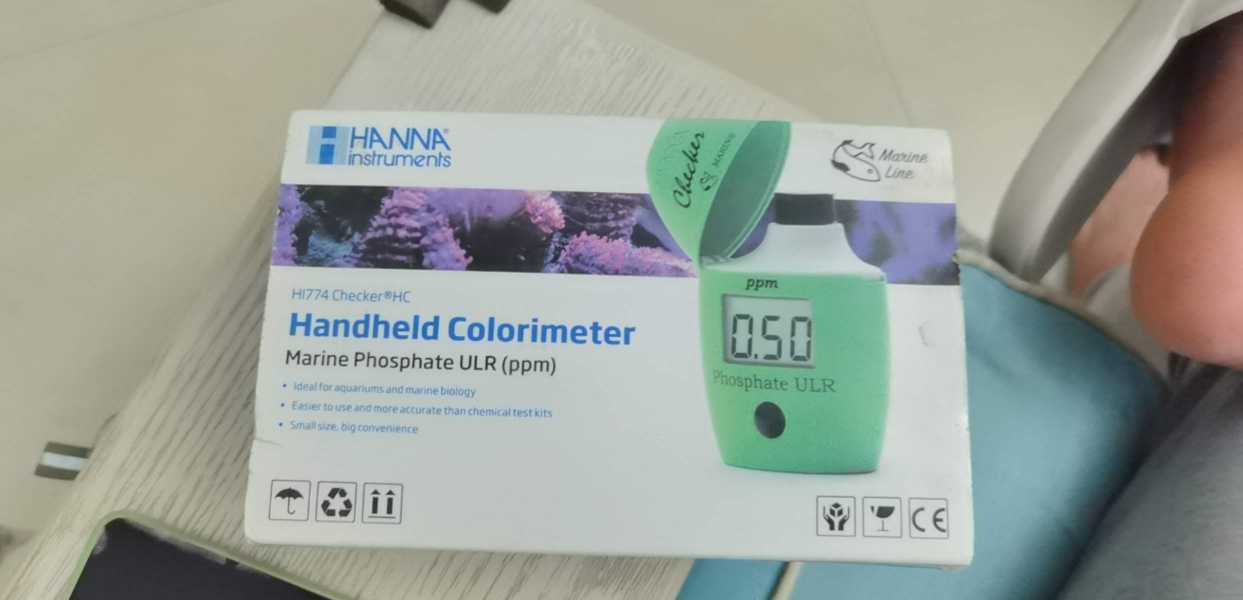 HANNA®
instruments
Checker
MARINE
Marine
Line
HI774 Checker®HC
Handheld Colorimeter
Marine Phosphate ULR (ppm)
• Ideal for aquariums and marine biology
• Easier to use and more accurate than chemical test kits
• Small size, big convenience
ppm
0.50
Phosphate ULR
CE